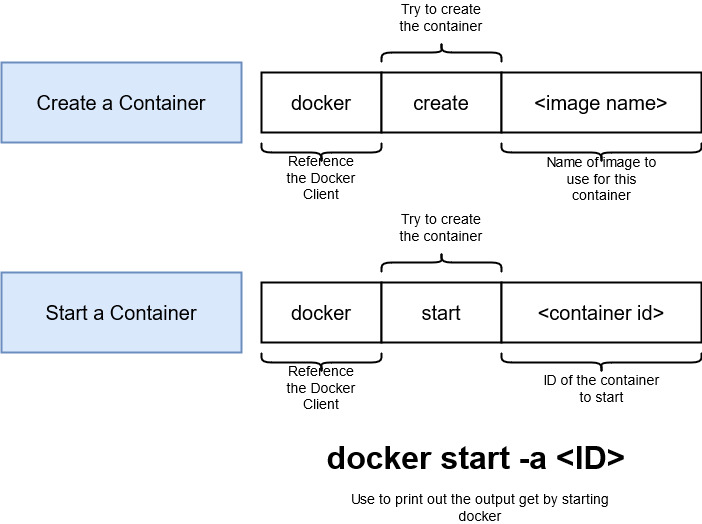 Try to create
the container
Create a Container
docker
create
<image name>
Reference
the Docker
Client
Name of image to
use for this
container
Try to create
the container
Start a Container
docker
start
<container id>
Reference
the Docker
Client
ID of the container
to start
docker start -a <ID>
Use to print out the output get by starting
docker